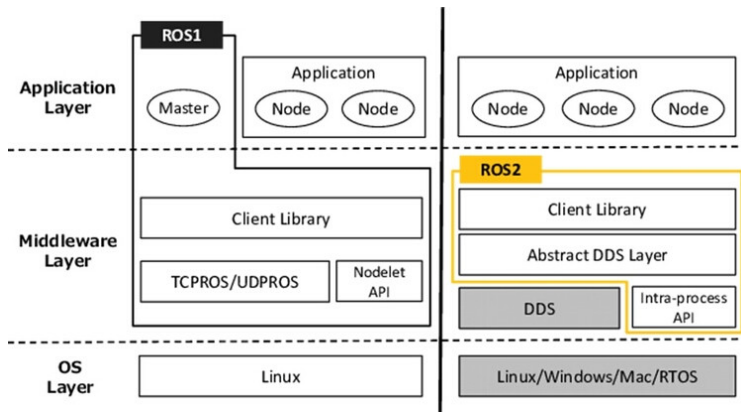 ROS1
Application
Layer
Master
Application
Node Node
Application
Node Node Node
Middleware
Layer
Client Library
TCPROS/UDPROS
Nodelet
API
ROS2
Client Library
Abstract DDS Layer
DDS
Intra-process
API
OS
Layer
Linux
Linux/Windows/Mac/RTOS